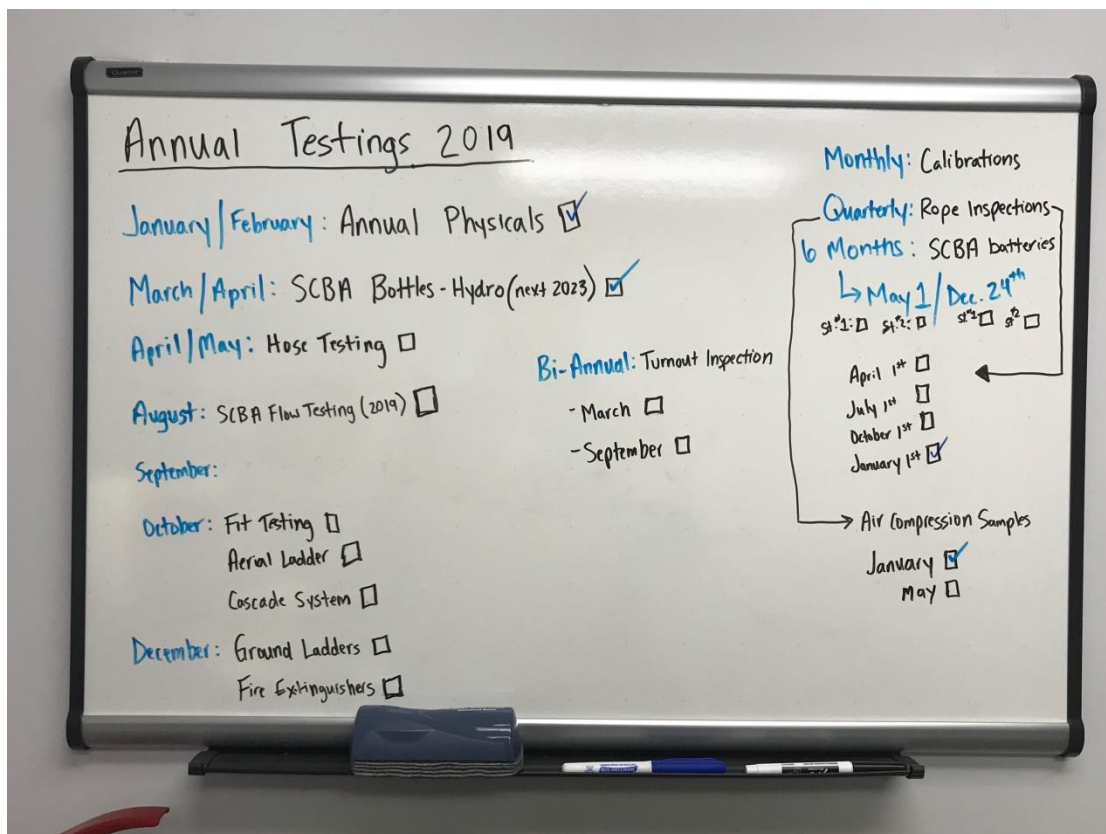 Quartet
Annual Testings 2019
January/February: Annual Physicals ☑
March/April: SCBA Bottles - Hydro (next 2023) ☑
April/May: Hose Testing ☐
August: SCBA Flow Testing (2019) ☐
September:
October: Fit Testing ☐
Aerial Ladder ☐
Cascade System ☐
December: Ground Ladders ☐
Fire Extinguishers ☐
Bi-Annual: Turnout Inspection
- March ☐
- September ☐
Monthly: Calibrations
Quarterly: Rope Inspections
6 Months: SCBA batteries
↳ May 1 / Dec. 24th
St.#1: ☐ St.#2: ☐ St#1 ☐ St#2 ☐
April 1st ☐
July 1st ☐
October 1st ☐
January 1st ☑
→ Air Compression Samples
January ☑
May ☐